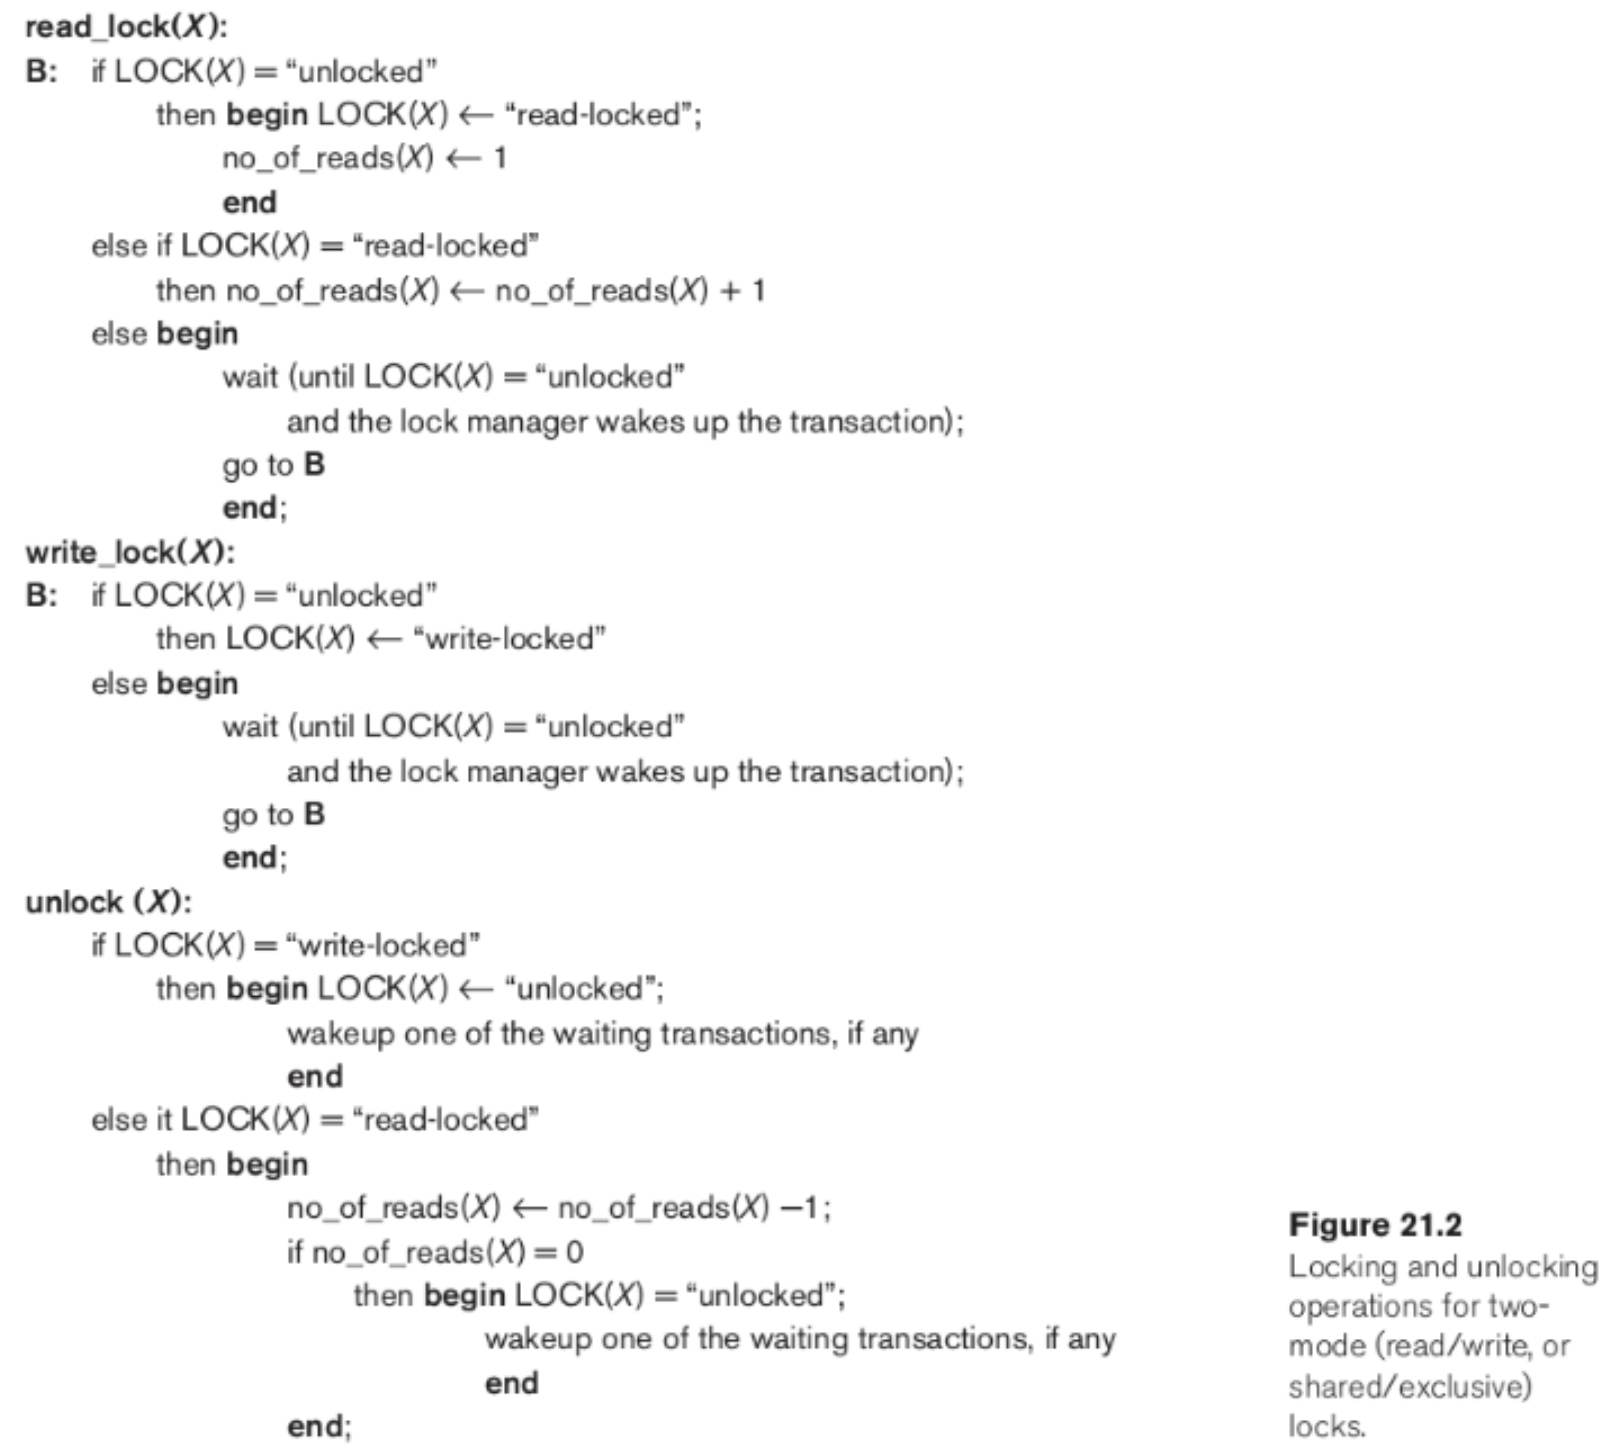 read_lock(X):
B: if LOCK(X) = “unlocked”
then begin LOCK(X) ← “read-locked”;
no_of_reads(X) ← 1
end
else if LOCK(X) = “read-locked”
then no_of_reads(X) ← no_of_reads(X) + 1
else begin
wait (until LOCK(X) = “unlocked”
and the lock manager wakes up the transaction);
go to B
end;
write_lock(X):
B: if LOCK(X) = “unlocked”
then LOCK(X) ← “write-locked”
else begin
wait (until LOCK(X) = “unlocked”
and the lock manager wakes up the transaction);
go to B
end;
unlock (X):
if LOCK(X) = “write-locked”
then begin LOCK(X) ← “unlocked”;
wakeup one of the waiting transactions, if any
end
else it LOCK(X) = “read-locked”
then begin
no_of_reads(X) ← no_of_reads(X) −1;
if no_of_reads(X) = 0
then begin LOCK(X) = “unlocked”;
wakeup one of the waiting transactions, if any
end
end;
Figure 21.2
Locking and unlocking
operations for two-
mode (read/write, or
shared/exclusive)
locks.